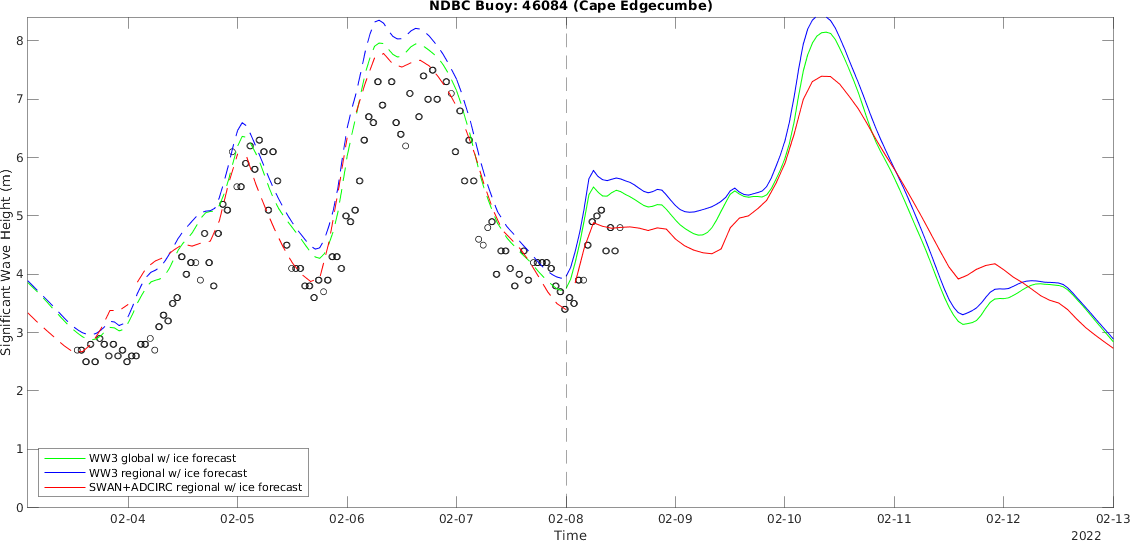 NDBC Buoy: 46084 (Cape Edgecumbe)
Significant Wave Height (m)
8
7
6
5
4
3
2
1
0
WW3 global w/ ice forecast
WW3 regional w/ ice forecast
SWAN+ADCIRC regional w/ ice forecast
02-04 02-05 02-06 02-07 02-08 02-09 02-10 02-11 02-12 02-13
Time
2022